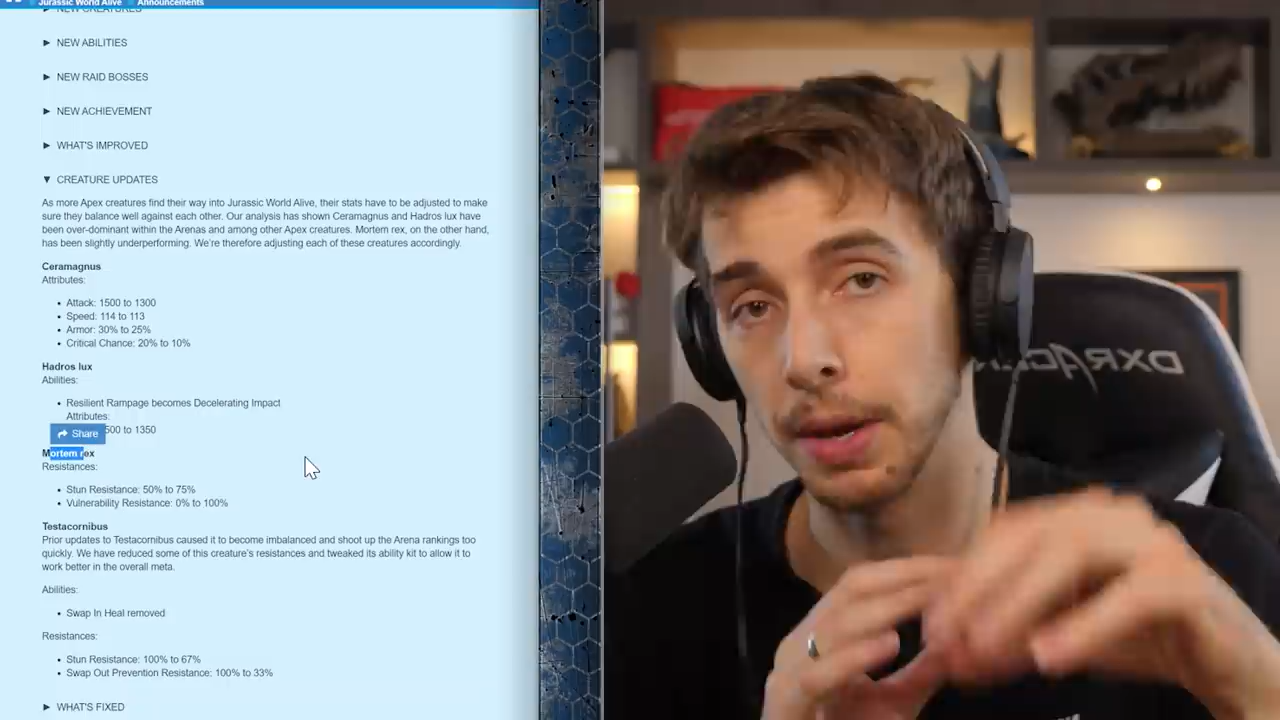 Jurassic World Alive Announcements
► NEW CREATURES
► NEW ABILITIES
► NEW RAID BOSSES
► NEW ACHIEVEMENT
► WHAT'S IMPROVED
▼ CREATURE UPDATES
As more Apex creatures find their way into Jurassic World Alive, their stats have to be adjusted to make
sure they balance well against each other. Our analysis has shown Ceramagnus and Hadros lux have
been over-dominant within the Arenas and among other Apex creatures. Mortem rex, on the other hand,
has been slightly underperforming. We're therefore adjusting each of these creatures accordingly.
Ceramagnus
Attributes:
• Attack: 1500 to 1300
• Speed: 114 to 113
• Armor: 30% to 25%
• Critical Chance: 20% to 10%
Hadros lux
Abilities:
• Resilient Rampage becomes Decelerating Impact
Attributes:
500 to 1350
Share
Mortem rex
Resistances:
• Stun Resistance: 50% to 75%
• Vulnerability Resistance: 0% to 100%
Testacornibus
Prior updates to Testacornibus caused it to become imbalanced and shoot up the Arena rankings too
quickly. We have reduced some of this creature's resistances and tweaked its ability kit to allow it to
work better in the overall meta.
Abilities:
• Swap In Heal removed
Resistances:
• Stun Resistance: 100% to 67%
• Swap Out Prevention Resistance: 100% to 33%
► WHAT'S FIXED
DXRACER